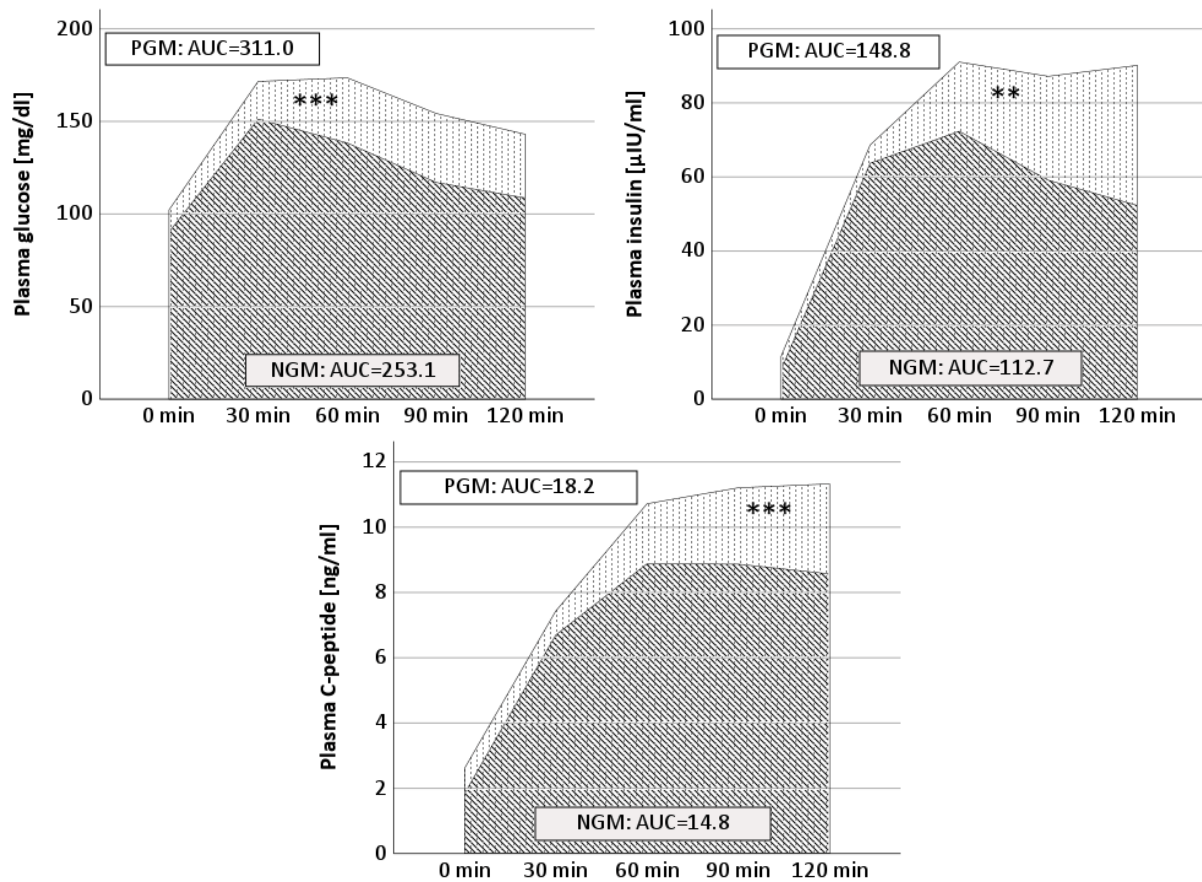 Plasma glucose [mg/dl]
200
150
100
50
0
PGM: AUC=311.0
***
NGM: AUC=253.1
0 min 30 min 60 min 90 min 120 min
Plasma insulin [μIU/ml]
100
80
60
40
20
0
PGM: AUC=148.8
**
NGM: AUC=112.7
0 min 30 min 60 min 90 min 120 min
Plasma C-peptide [ng/ml]
12
10
8
6
4
2
0
PGM: AUC=18.2
***
NGM: AUC=14.8
0 min 30 min 60 min 90 min 120 min